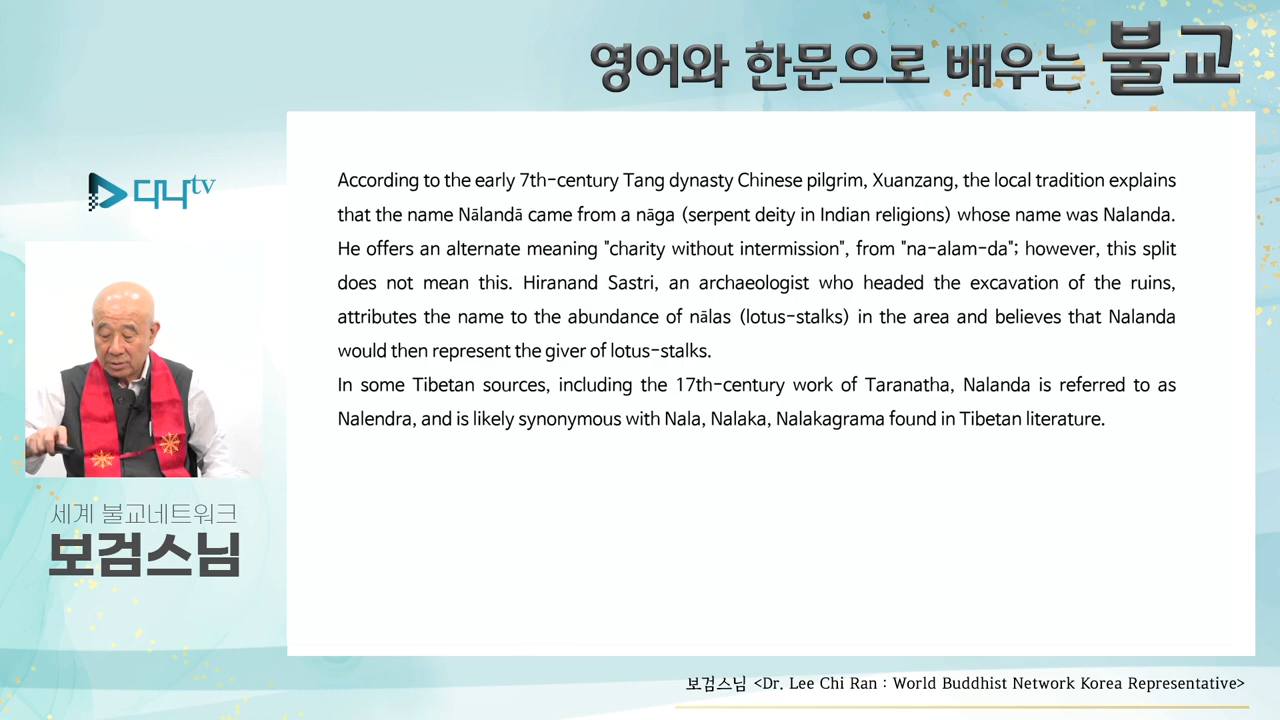 영어와 한문으로 배우는 불교
다나tv
According to the early 7th-century Tang dynasty Chinese pilgrim, Xuanzang, the local tradition explains
that the name Nālandā came from a nāga (serpent deity in Indian religions) whose name was Nalanda.
He offers an alternate meaning "charity without intermission", from "na-alam-da"; however, this split
does not mean this. Hiranand Sastri, an archaeologist who headed the excavation of the ruins,
attributes the name to the abundance of nālas (lotus-stalks) in the area and believes that Nalanda
would then represent the giver of lotus-stalks.
In some Tibetan sources, including the 17th-century work of Taranatha, Nalanda is referred to as
Nalendra, and is likely synonymous with Nala, Nalaka, Nalakagrama found in Tibetan literature.
세계 불교네트워크
보검스님
보검스님 <Dr. Lee Chi Ran : World Buddhist Network Korea Representative>